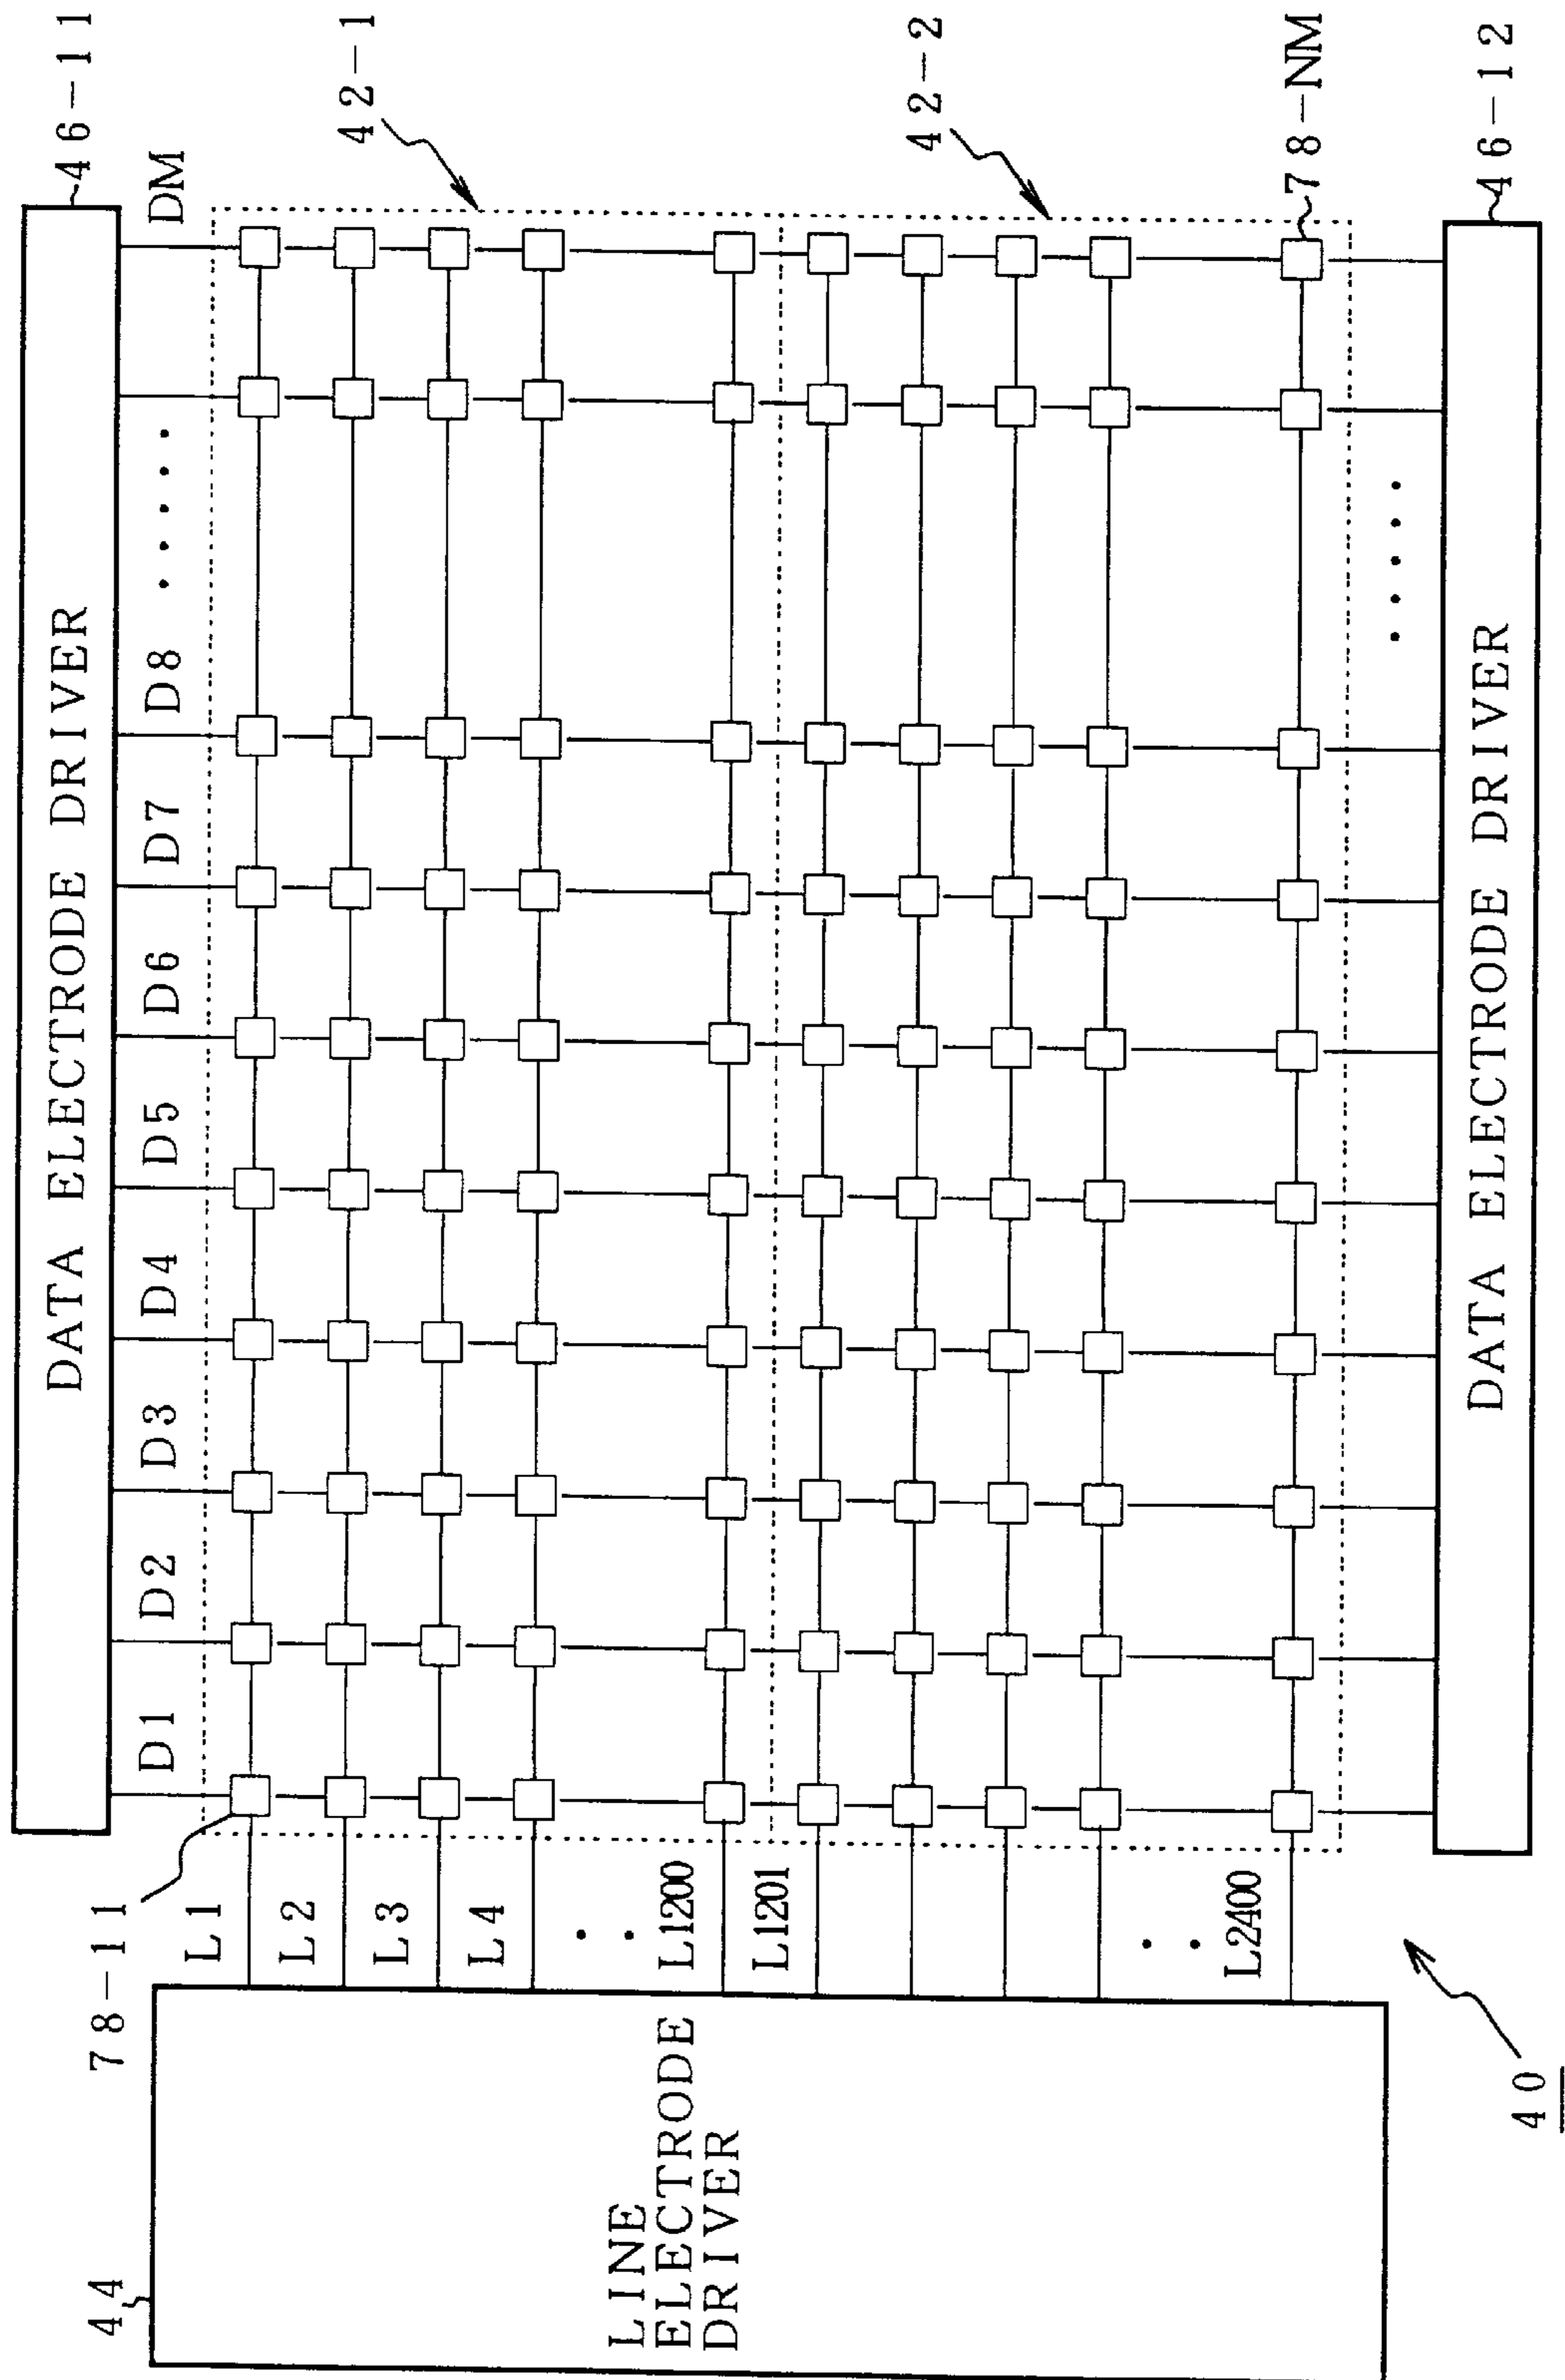 46-11
DATA ELECTRODE DRIVER
D1 D2 D3 D4 D5 D6 D7 D8 ..... DM
42-1
78-11
44
L1
L2
L3
L4
..
L1200
L1201
..
L2400
LINE
ELECTRODE
DRIVER
42-2
78-NM
.....
DATA ELECTRODE DRIVER
46-12
40